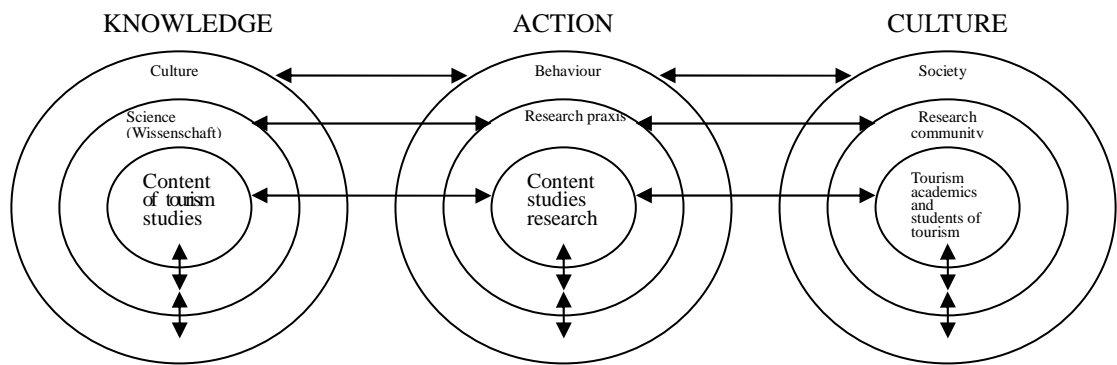 KNOWLEDGE
ACTION
CULTURE
Culture
Behaviour
Society
Science
(Wissenschaft)
Research praxis
Research
community
Content
of tourism
studies
Content
studies
research
Tourism
academics
and
students of
tourism